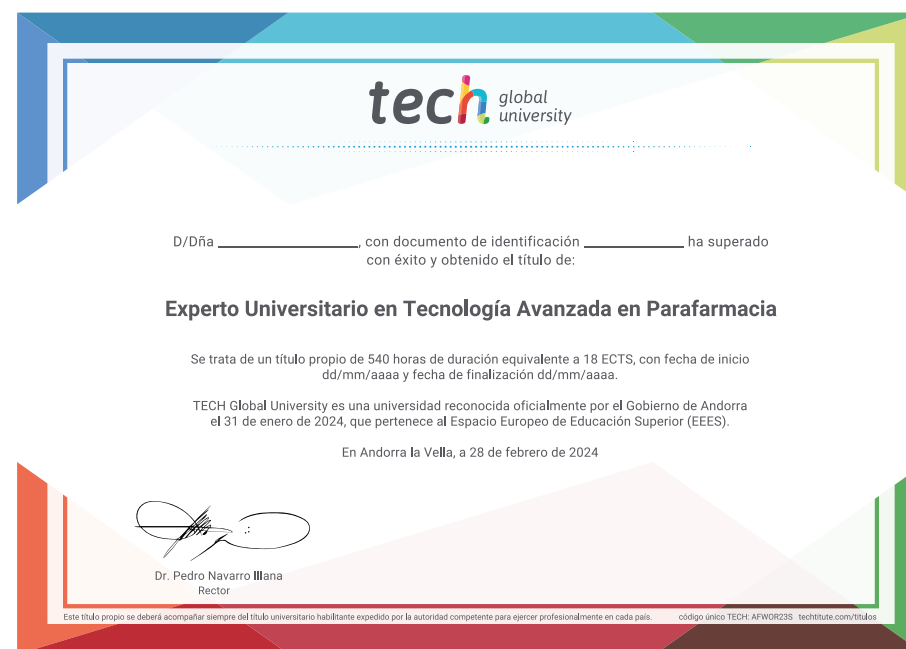 tech global
university
D/Dña ______________, con documento de identificación __________ ha superado
con éxito y obtenido el título de:
Experto Universitario en Tecnología Avanzada en Parafarmacia
Se trata de un título propio de 540 horas de duración equivalente a 18 ECTS, con fecha de inicio
dd/mm/aaaa y fecha de finalización dd/mm/aaaa.
TECH Global University es una universidad reconocida oficialmente por el Gobierno de Andorra
el 31 de enero de 2024, que pertenece al Espacio Europeo de Educación Superior (EEES).
En Andorra la Vella, a 28 de febrero de 2024
Dr. Pedro Navarro Illana
Rector
Este título propio se deberá acompañar siempre del título universitario habilitante expedido por la autoridad competente para ejercer profesionalmente en cada país. código único TECH: AFWOR23S techtitute.com/titulos